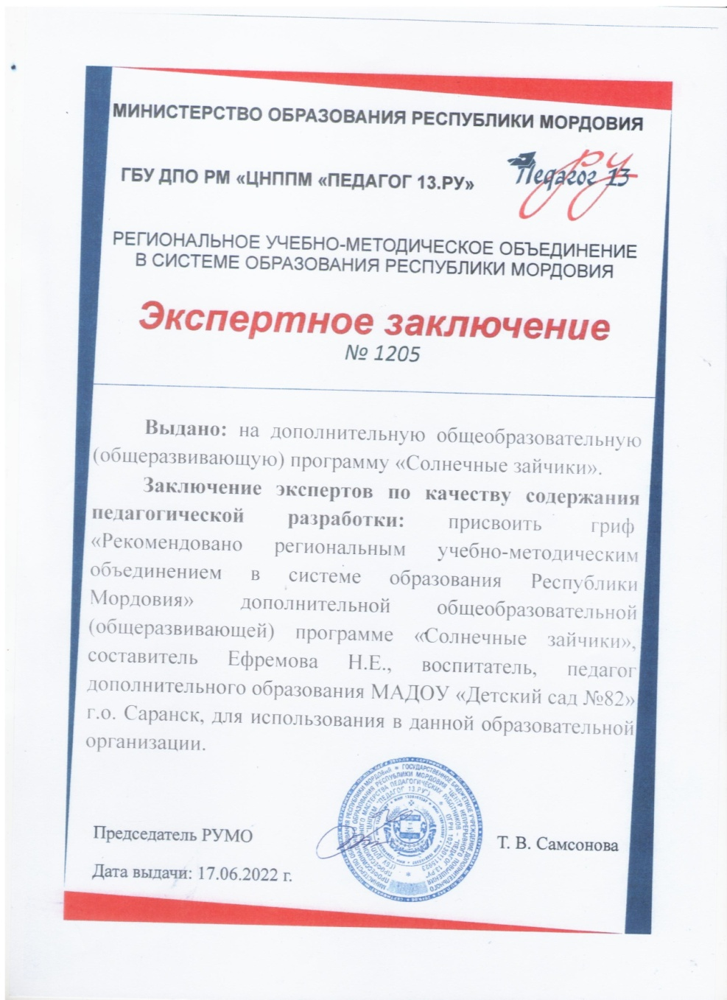 МИНИСТЕРСТВО ОБРАЗОВАНИЯ РЕСПУБЛИКИ МОРДОВИЯ
ГБУ ДПО РМ «ЦНППМ «ПЕДАГОГ 13.РУ»
Педагог 13
РУ
РЕГИОНАЛЬНОЕ УЧЕБНО-МЕТОДИЧЕСКОЕ ОБЪЕДИНЕНИЕ
В СИСТЕМЕ ОБРАЗОВАНИЯ РЕСПУБЛИКИ МОРДОВИЯ
Экспертное заключение
№ 1205
Выдано: на дополнительную общеобразовательную
(общеразвивающую) программу «Солнечные зайчики».
Заключение экспертов по качеству содержания
педагогической разработки: присвоить гриф
«Рекомендовано региональным учебно-методическим
объединением в системе образования Республики
Мордовия» дополнительной общеобразовательной
(общеразвивающей) программе «Солнечные зайчики»,
составитель Ефремова Н.Е., воспитатель, педагог
дополнительного образования МАДОУ «Детский сад №82»
г.о. Саранск, для использования в данной образовательной
организации.
Председатель РУМО
Т. В. Самсонова
Дата выдачи: 17.06.2022 г.